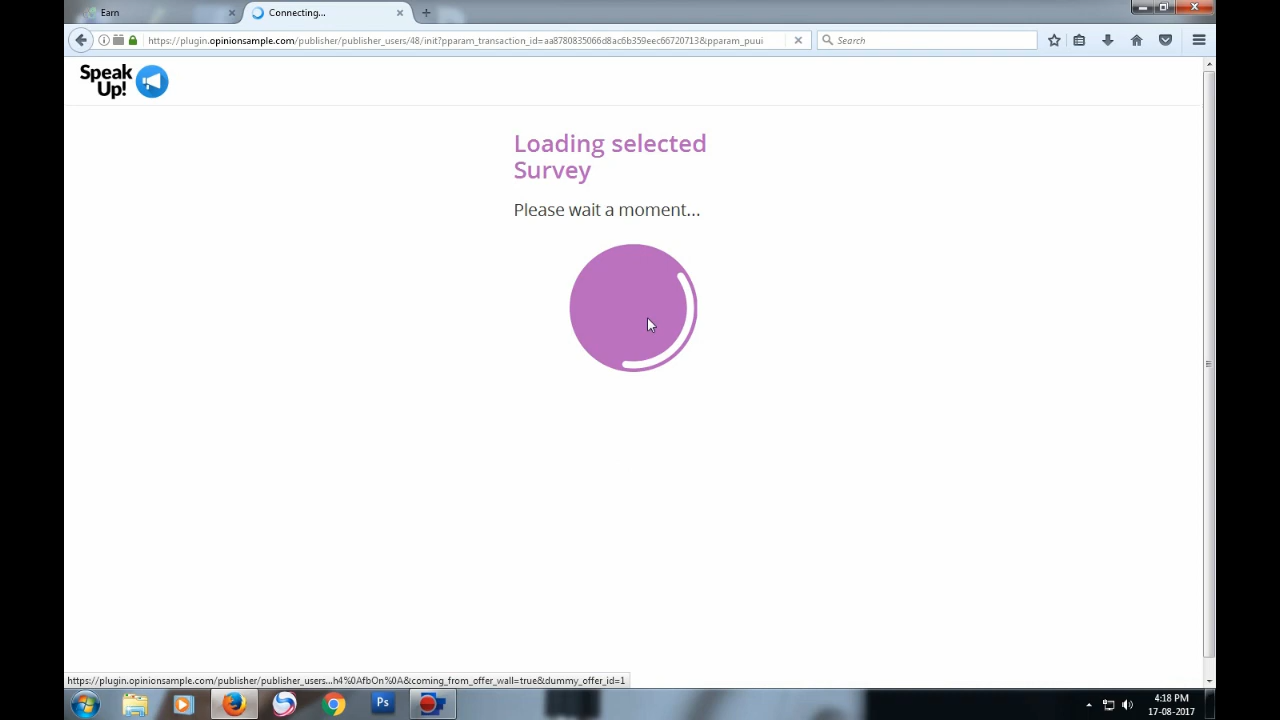 Earn
Connecting...
https://plugin.opinionsample.com/publisher/publisher_users/48/init?pparam_transaction_id=aa8780835066d8ac6b359eec66720713&pparam_puui
Search
Speak
Up!
Loading selected
Survey
Please wait a moment...
https://plugin.opinionsample.com/publisher/publisher_users...h4%0AfbOn%0A&coming_from_offer_wall=true&dummy_offer_id=1
Ps
4:18 PM
17-08-2017